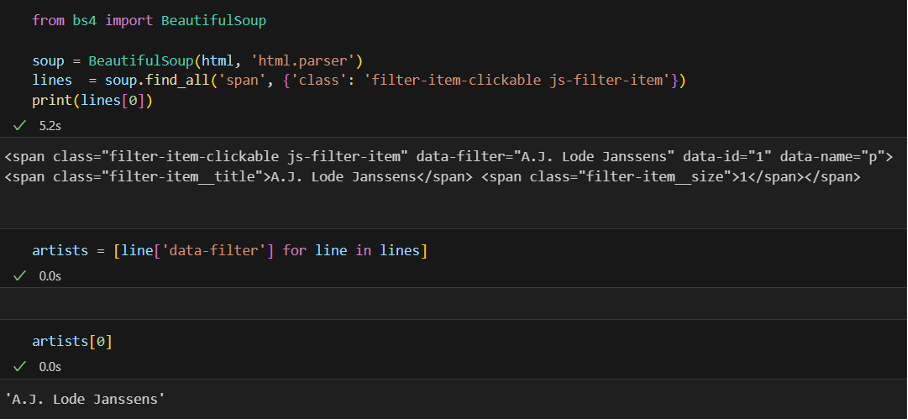 from bs4 import BeautifulSoup
soup = BeautifulSoup(html, 'html.parser')
lines  = soup.find_all('span', {'class': 'filter-item-clickable js-filter-item'})
print(lines[0])
✓ 5.2s
<span class="filter-item-clickable js-filter-item" data-filter="A.J. Lode Janssens" data-id="1" data-name="p">
<span class="filter-item__title">A.J. Lode Janssens</span> <span class="filter-item__size">1</span></span>
artists = [line['data-filter'] for line in lines]
✓ 0.0s
artists[0]
✓ 0.0s
'A.J. Lode Janssens'